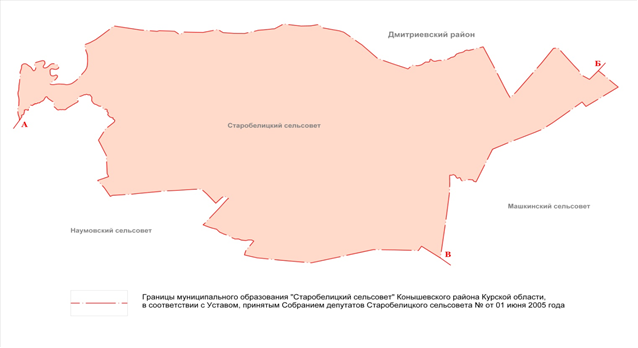 Дмитриевский район
Б
А
Старобелицкий сельсовет
Машкинский сельсовет
Наумовский сельсовет
В
Границы муниципального образования "Старобелицкий сельсовет" Конышевского района Курской области,
в соответствии с Уставом, принятым Собранием депутатов Старобелицкого сельсовета № от 01 июня 2005 года